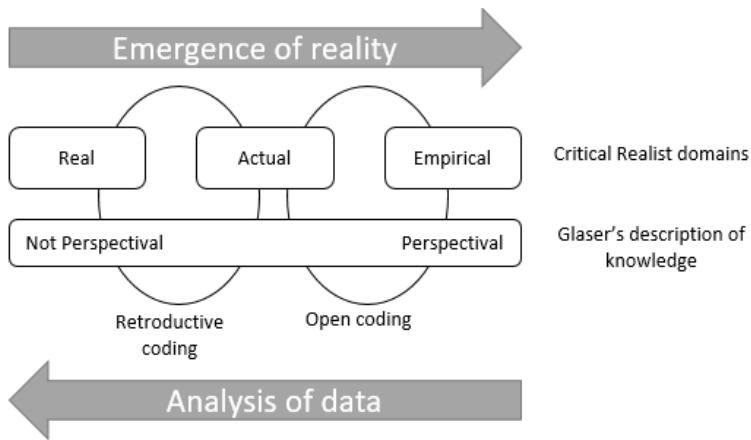 Emergence of reality
Real
Actual
Empirical
Critical Realist domains
Not Perspectival
Perspectival
Glaser's description of
knowledge
Retroductive
coding
Open coding
Analysis of data